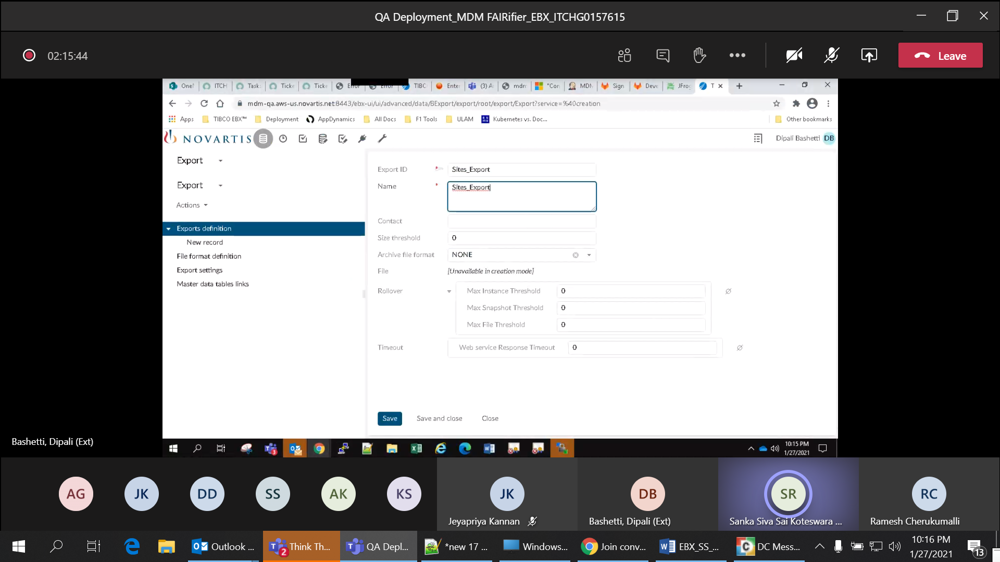 QA Deployment_MDM FAIRifier_EBX_ITCHG0157615
02:15:44
Leave
OneI ITCH Task: Ticke Ticke Error Error TIBC Enter (3) A mdm "Con MDM Sign Deve JFrog T
mdm-qa.aws-us.novartis.net:8443/ebx-ui/ui/advanced/data/BExport/export/root/export/Export?service=%40creation
Apps TIBCO EBX™ Deployment AppDynamics All Docs F1 Tools ULAM Kubernetes vs. Doc... Other bookmarks
NOVARTIS Dipali Bashetti DB
Export
Export
Actions
Exports definition
New record
File format definition
Export settings
Master data tables links
Export ID Sites_Export
Name * Sites_Export
Contact
Size threshold 0
Archive file format NONE
File [Unavailable in creation mode]
Rollover Max Instance Threshold 0
Max Snapshot Threshold 0
Max File Threshold 0
Timeout Web service Response Timeout 0
Save Save and close Close
Bashetti, Dipali (Ext)
3
10:15 PM
1/27/2021
AG JK DD SS AK KS JK DB SR RC
Jeyapriya Kannan Bashetti, Dipali (Ext) Sanka Siva Sai Koteswara ... Ramesh Cherukumalli
Outlook ... 2 Think Th... QA Depl... *new 17 ... Windows... Join conv... EBX_SS_... DC Mess...
10:16 PM
1/27/2021
13